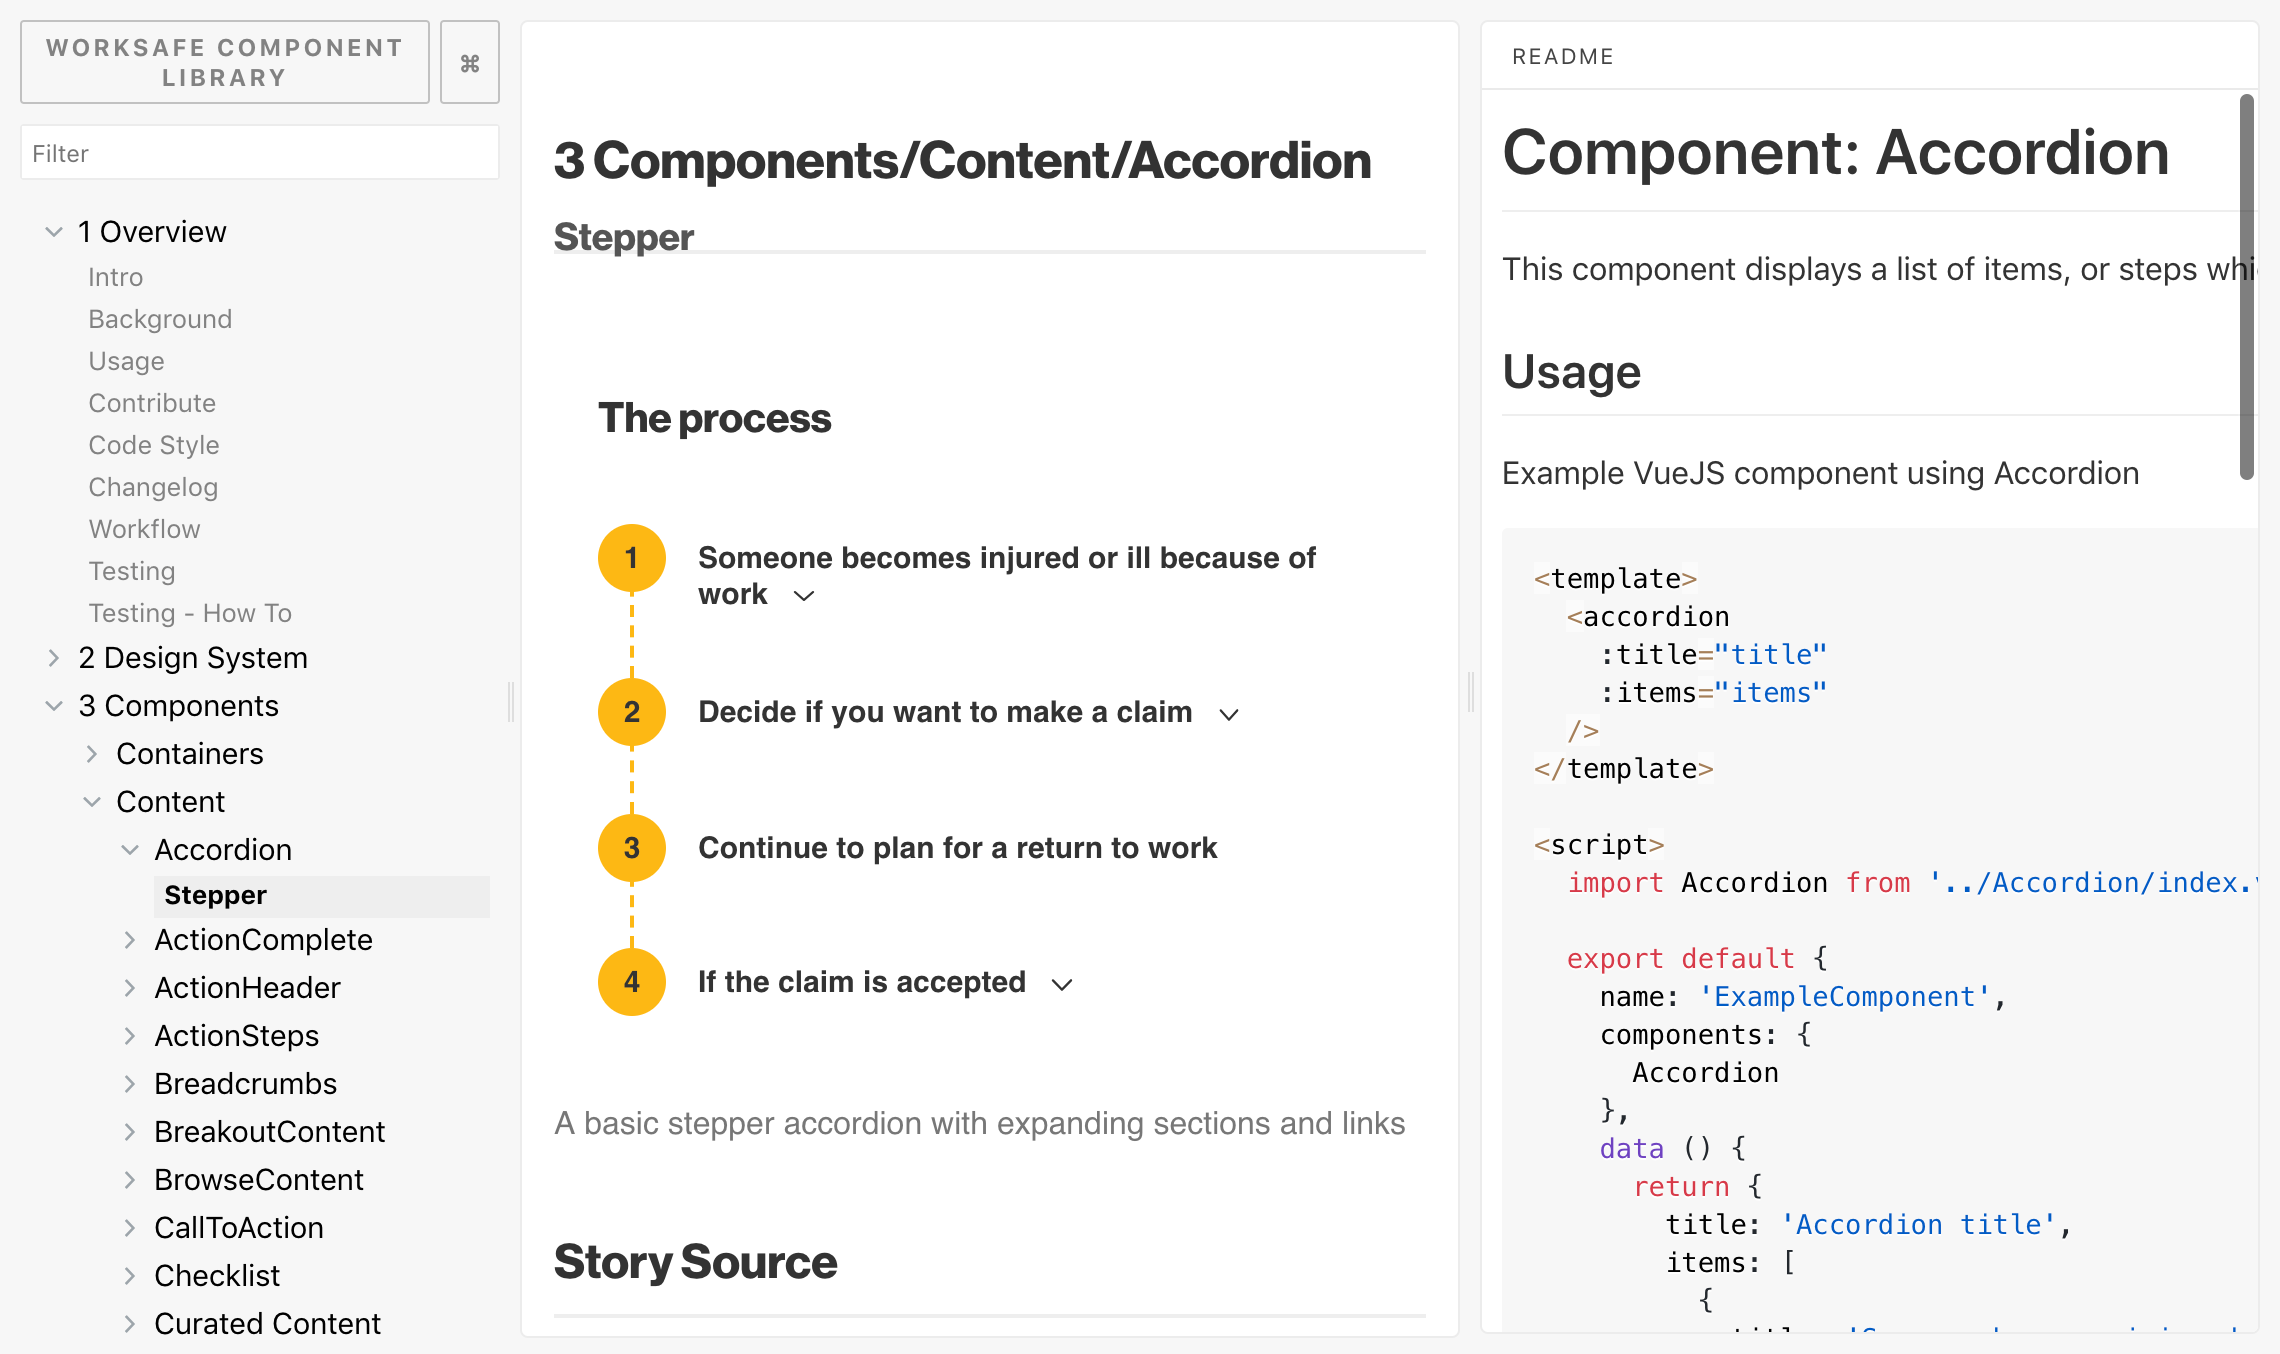 WORKSAFE COMPONENT
LIBRARY
⌘
Filter
1 Overview
Intro
Background
Usage
Contribute
Code Style
Changelog
Workflow
Testing
Testing - How To
2 Design System
3 Components
Containers
Content
Accordion
Stepper
ActionComplete
ActionHeader
ActionSteps
Breadcrumbs
BreakoutContent
BrowseContent
CallToAction
Checklist
Curated Content
3 Components/Content/Accordion
Stepper
The process
1 Someone becomes injured or ill because of
work
2 Decide if you want to make a claim
3 Continue to plan for a return to work
4 If the claim is accepted
A basic stepper accordion with expanding sections and links
Story Source
README
Component: Accordion
This component displays a list of items, or steps
Usage
Example VueJS component using Accordion
<template>
<accordion
:title="title"
:items="items"
/>
</template>
<script>
import Accordion from '../Accordion/index.
export default {
name: 'ExampleComponent',
components: {
Accordion
},
data () {
return {
title: 'Accordion title',
items: [
{